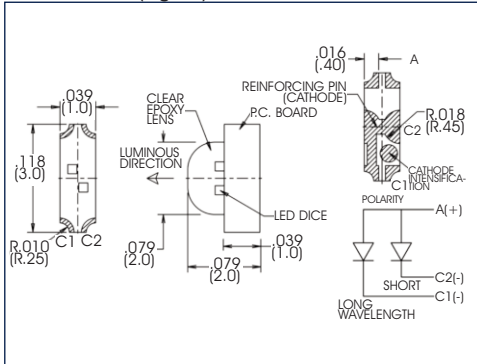 .016
(.40)
A
REINFORCING PIN
(CATHODE)
.039
(1.0)
CLEAR
EPOXY
LENS
P.C. BOARD
R.018
(R.45)
C2
LUMINOUS
DIRECTION
.118
(3.0)
CATHODE
INTENSIFICA-
TION
C1
POLARITY
A(+)
LED DICE
R.010
(R.25)
C1 C2
.079
(2.0)
.039
(1.0)
.079
(2.0)
C2(-)
SHORT
C1(-)
LONG
WAVELENGTH